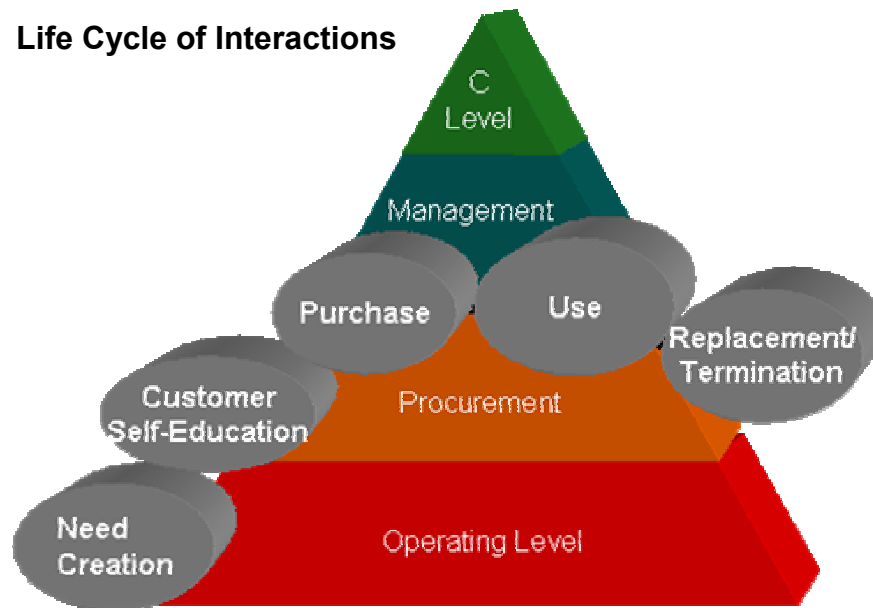 Life Cycle of Interactions
C
Level
Management
Purchase
Use
Replacement/
Termination
Customer
Self-Education
Procurement
Need
Creation
Operating Level